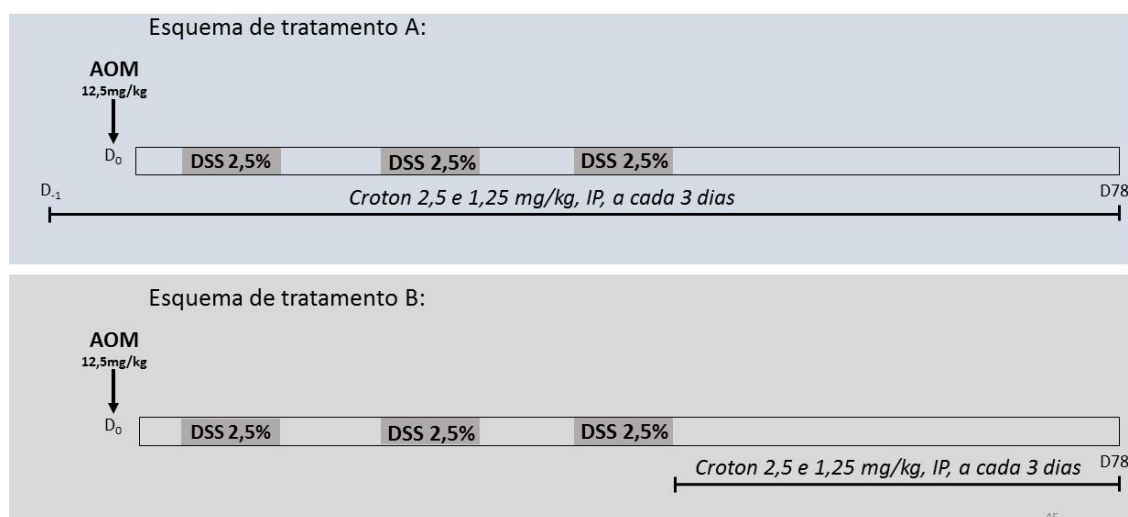 Esquema de tratamento A:
AOM
12,5mg/kg
D₀
DSS 2,5% DSS 2,5% DSS 2,5%
D₋₁
Croton 2,5 e 1,25 mg/kg, IP, a cada 3 dias
D78
Esquema de tratamento B:
AOM
12,5mg/kg
D₀
DSS 2,5% DSS 2,5% DSS 2,5%
Croton 2,5 e 1,25 mg/kg, IP, a cada 3 dias
D78